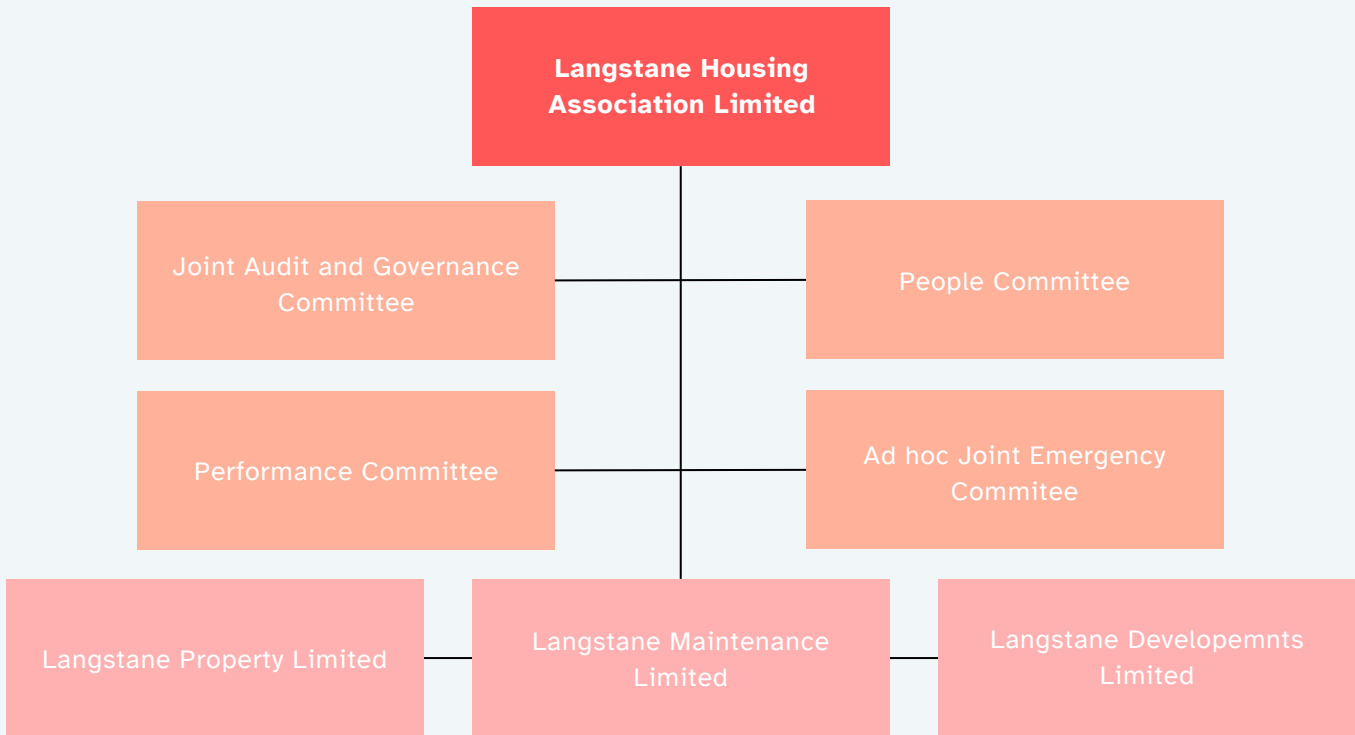 Langstane Housing
Association Limited
Joint Audit and Governance
Committee
People Committee
Performance Committee
Ad hoc Joint Emergency
Commitee
Langstane Property Limited
Langstane Maintenance
Limited
Langstane Developemnts
Limited